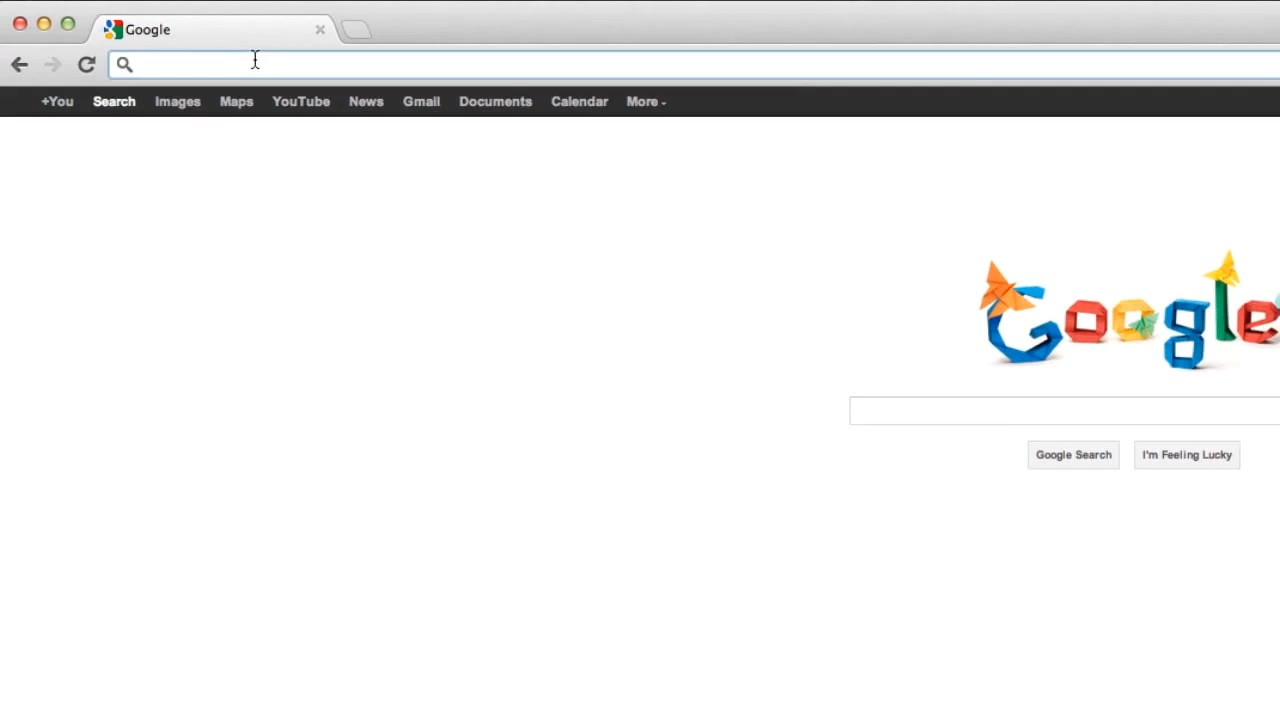 Google
+You Search Images Maps YouTube News Gmail Documents Calendar More
Google
Google Search I'm Feeling Lucky